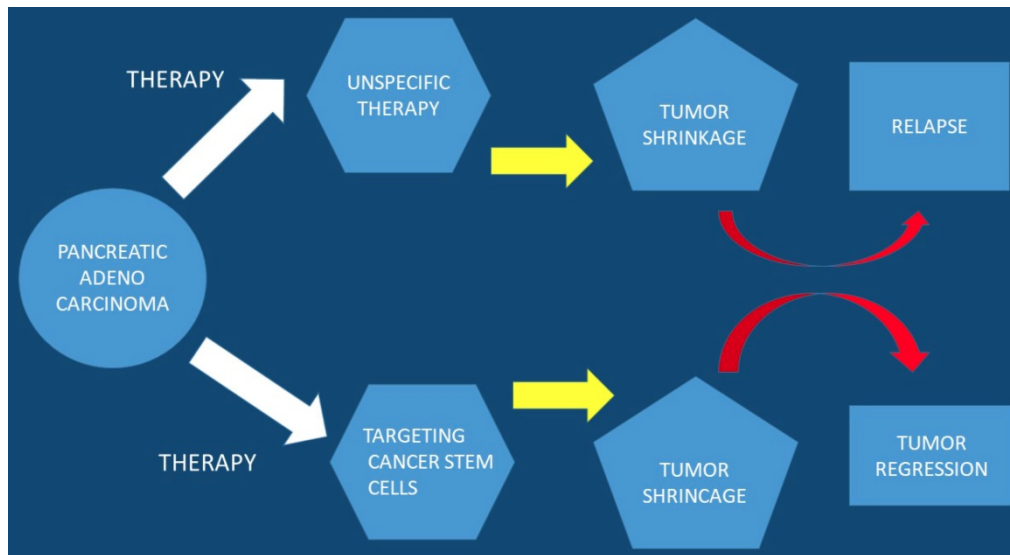 THERAPY
UNSPECIFIC
THERAPY
TUMOR
SHRINKAGE
RELAPSE
PANCREATIC
ADENO
CARCINOMA
THERAPY
TARGETING
CANCER STEM
CELLS
TUMOR
SHRINCAGE
TUMOR
REGRESSION